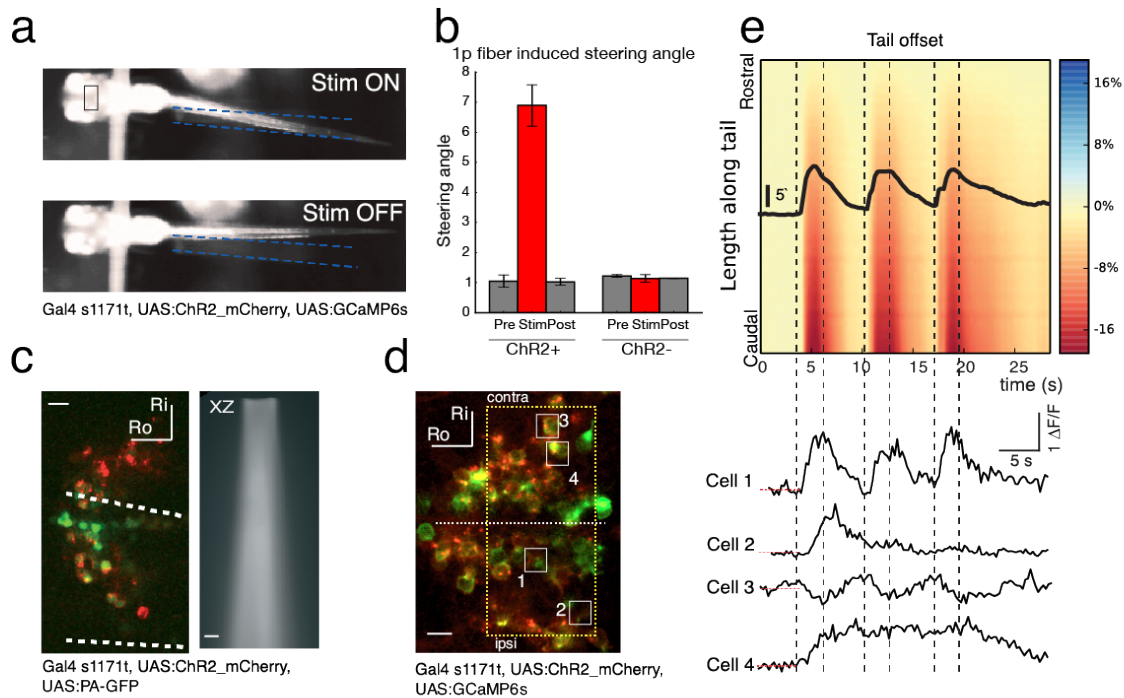 a
Stim ON
Stim OFF
Gal4 s1171t, UAS:ChR2_mCherry, UAS:GCaMP6s
b
1p fiber induced steering angle
Steering angle
8
7
6
5
4
3
2
1
0
Pre Stim Post Pre Stim Post
ChR2+ ChR2-
c
Ri
Ro
XZ
Gal4 s1171t, UAS:ChR2_mCherry,
UAS:PA-GFP
d
contra
Ri
Ro
3
4
1
2
ipsi
Gal4 s1171t, UAS:ChR2_mCherry,
UAS:GCaMP6s
e
Tail offset
Rostral
Length along tail
Caudal
5°
16%
8%
0%
-8%
-16
0 5 10 15 20 25
time (s)
1 ΔF/F
5 s
Cell 1
Cell 2
Cell 3
Cell 4